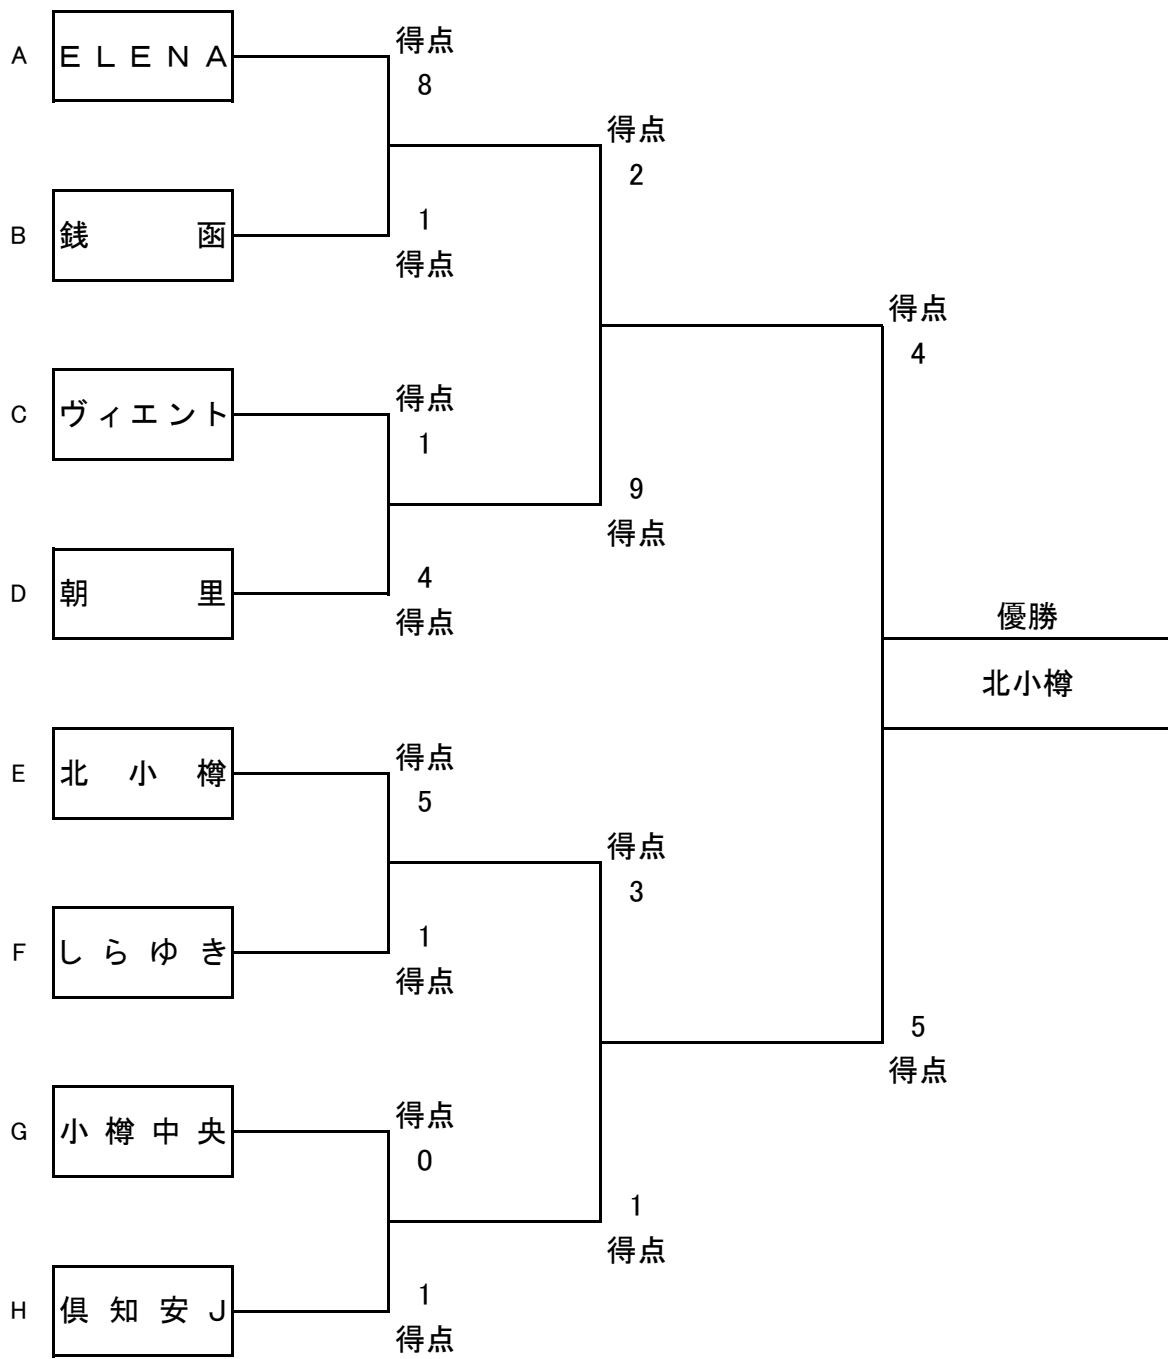 得点
A ＥＬＥＮＡ
8
得点
2
1
B 銭函
得点
得点
4
得点
C ヴィエント
1
9
得点
4
D 朝里
得点
優勝
北小樽
得点
E 北小樽
5
得点
3
1
F しらゆき
得点
5
得点
得点
G 小樽中央
0
1
得点
1
H 倶知安Ｊ
得点